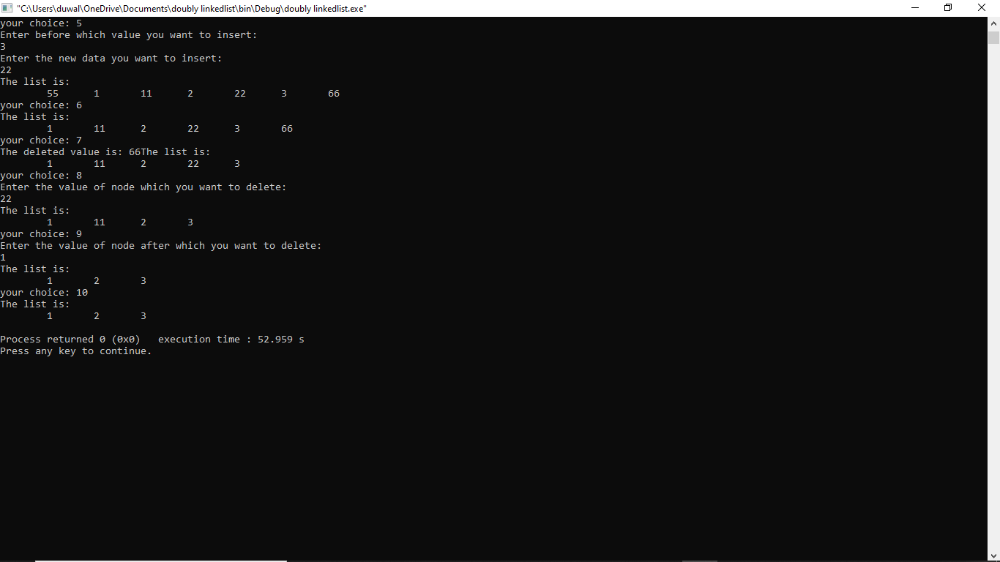 "C:\Users\duwal\OneDrive\Documents\doubly linkedlist\bin\Debug\doubly linkedlist.exe"
your choice: 5
Enter before which value you want to insert:
3
Enter the new data you want to insert:
22
The list is:
        55      1       11      2       22      3       66
your choice: 6
The list is:
        1       11      2       22      3       66
your choice: 7
The deleted value is: 66The list is:
        1       11      2       22      3
your choice: 8
Enter the value of node which you want to delete:
22
The list is:
        1       11      2       3
your choice: 9
Enter the value of node after which you want to delete:
1
The list is:
        1       2       3
your choice: 10
The list is:
        1       2       3
Process returned 0 (0x0)   execution time : 52.959 s
Press any key to continue.